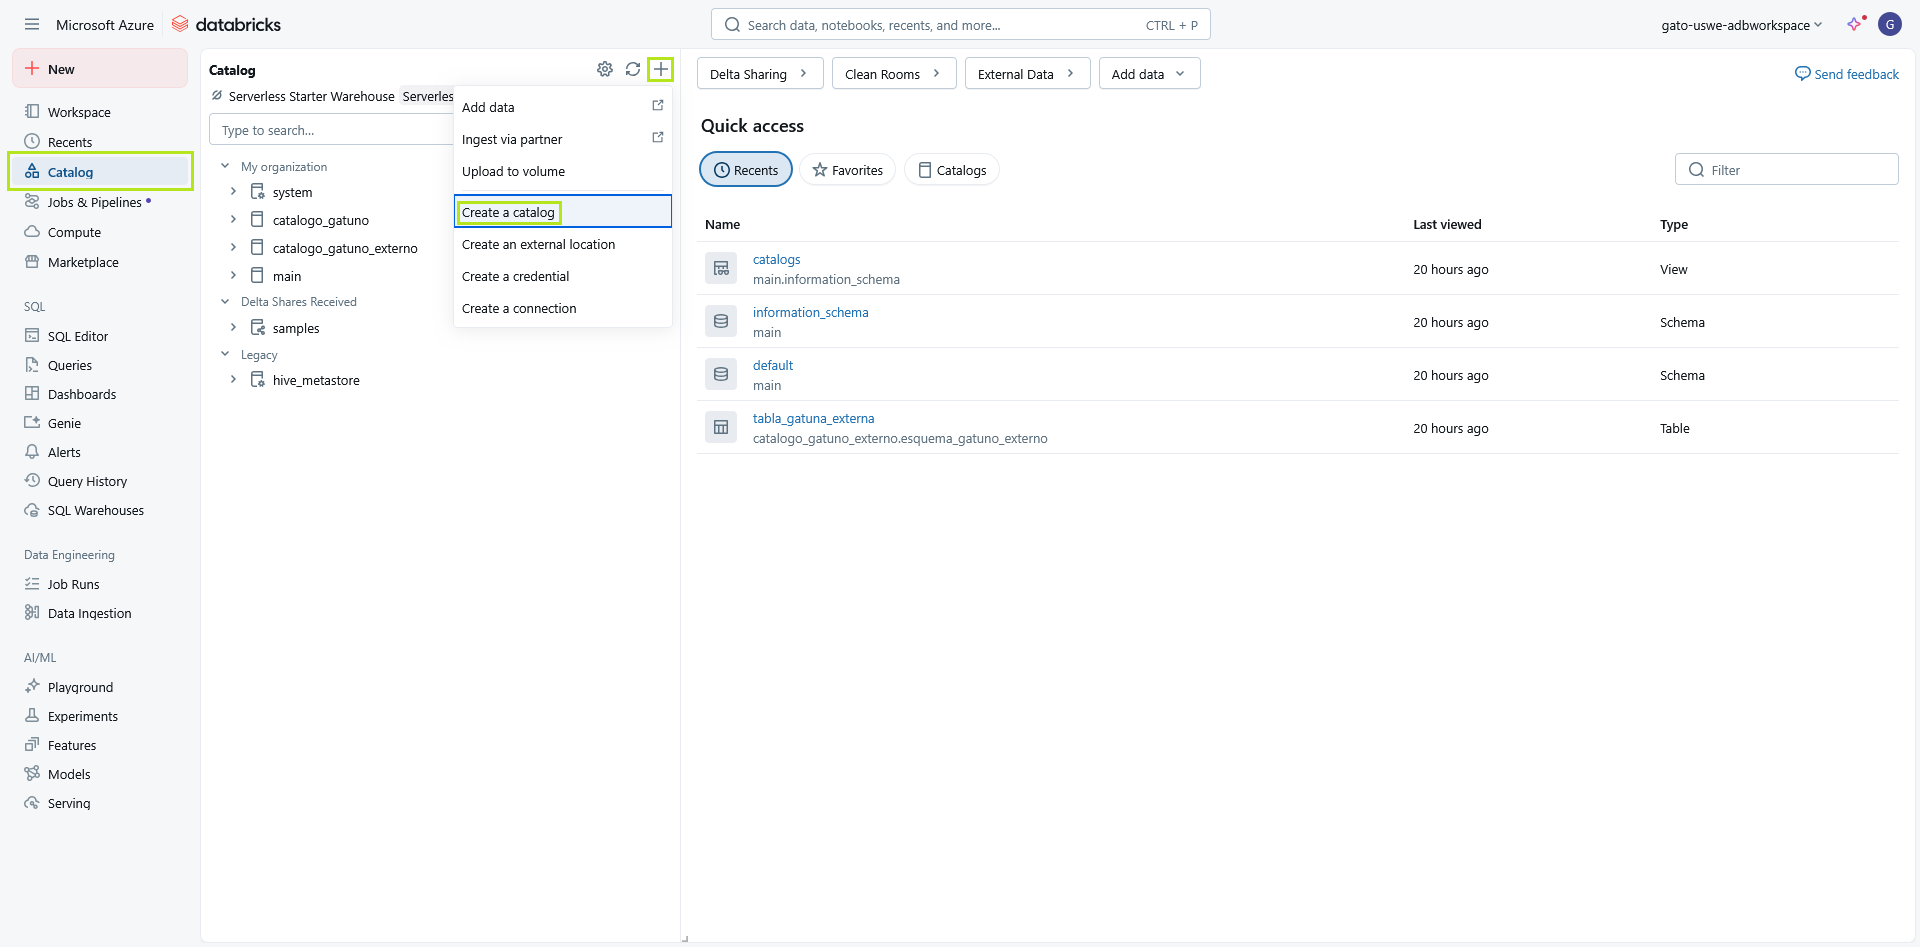 Microsoft Azure
databricks
Search data, notebooks, recents, and more...
CTRL + P
gato-uswe-adbworkspace
G
New
Workspace
Recents
Catalog
Jobs & Pipelines
Compute
Marketplace
SQL
SQL Editor
Queries
Dashboards
Genie
Alerts
Query History
SQL Warehouses
Data Engineering
Job Runs
Data Ingestion
AI/ML
Playground
Experiments
Features
Models
Serving
Catalog
Serverless Starter Warehouse Serverles
Type to search...
My organization
system
catalogo_gatuno
catalogo_gatuno_externo
main
Delta Shares Received
samples
Legacy
hive_metastore
Add data
Ingest via partner
Upload to volume
Create a catalog
Create an external location
Create a credential
Create a connection
Delta Sharing
Clean Rooms
External Data
Add data
Send feedback
Quick access
Recents
Favorites
Catalogs
Filter
Name Last viewed Type
catalogs
main.information_schema
20 hours ago View
information_schema
main
20 hours ago Schema
default
main
20 hours ago Schema
tabla_gatuna_externa
catalogo_gatuno_externo.esquema_gatuno_externo
20 hours ago Table